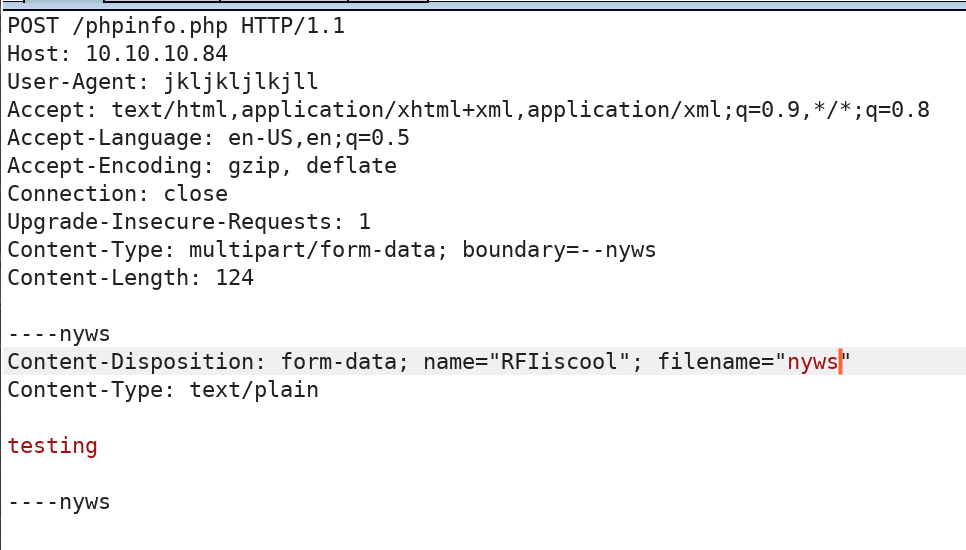 POST /phpinfo.php HTTP/1.1
Host: 10.10.10.84
User-Agent: jkljkljlkjll
Accept: text/html,application/xhtml+xml,application/xml;q=0.9,*/*;q=0.8
Accept-Language: en-US,en;q=0.5
Accept-Encoding: gzip, deflate
Connection: close
Upgrade-Insecure-Requests: 1
Content-Type: multipart/form-data; boundary=--nyws
Content-Length: 124

----nyws
Content-Disposition: form-data; name="RFIiscool"; filename="nyws"
Content-Type: text/plain

testing

----nyws